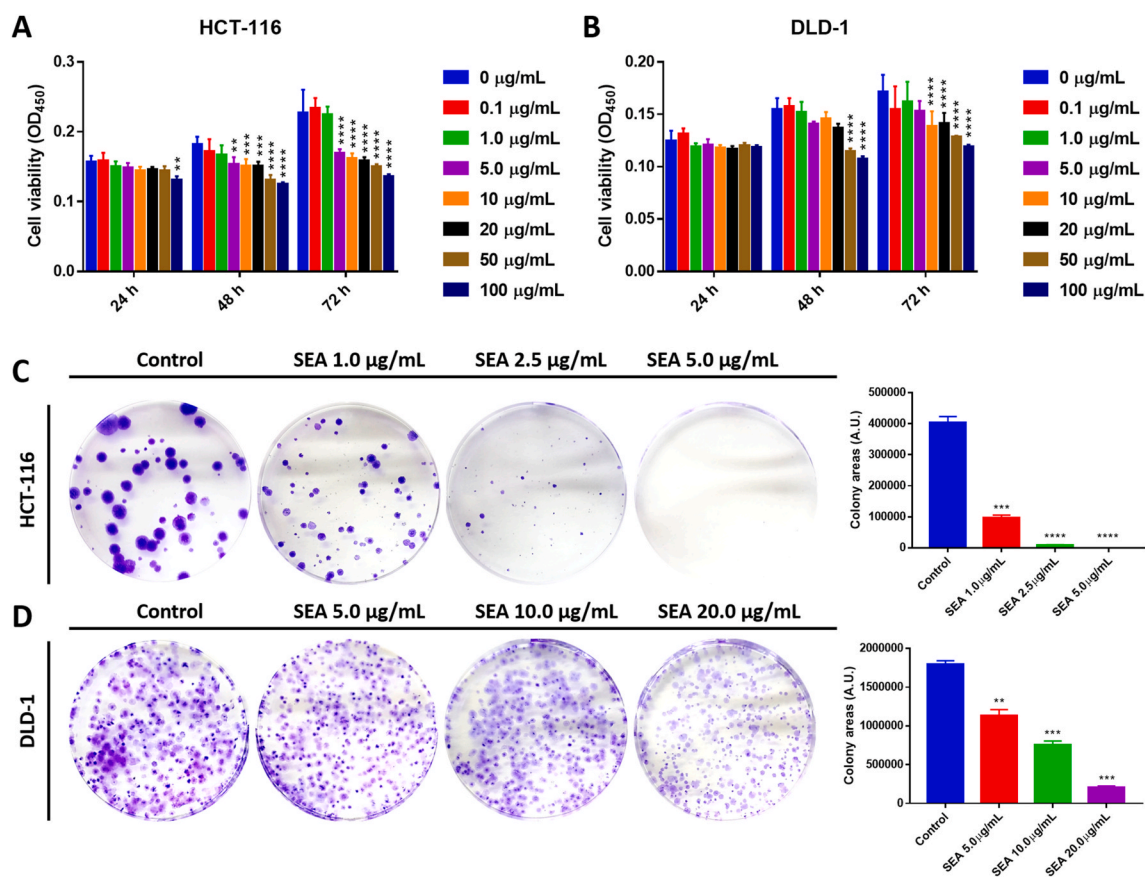 A
HCT-116
Cell viability (OD450)
0.3
0.2
0.1
0.0
** ** *** **** **** **** **** **** **** **** ****
24 h
48 h
72 h
0 μg/mL
0.1 μg/mL
1.0 μg/mL
5.0 μg/mL
10 μg/mL
20 μg/mL
50 μg/mL
100 μg/mL
B
DLD-1
Cell viability (OD450)
0.20
0.15
0.10
0.05
0.00
**** **** **** **** **** ****
24 h
48 h
72 h
0 μg/mL
0.1 μg/mL
1.0 μg/mL
5.0 μg/mL
10 μg/mL
20 μg/mL
50 μg/mL
100 μg/mL
C
Control SEA 1.0 μg/mL SEA 2.5 μg/mL SEA 5.0 μg/mL
HCT-116
Colony areas (A.U.)
500000
400000
300000
200000
100000
0
*** **** ****
Control
SEA 1.0μg/mL
SEA 2.5μg/mL
SEA 5.0μg/mL
D
Control SEA 5.0 μg/mL SEA 10.0 μg/mL SEA 20.0 μg/mL
DLD-1
Colony areas (A.U.)
2000000
1500000
1000000
500000
0
** *** ***
Control
SEA 5.0μg/mL
SEA 10.0μg/mL
SEA 20.0μg/mL